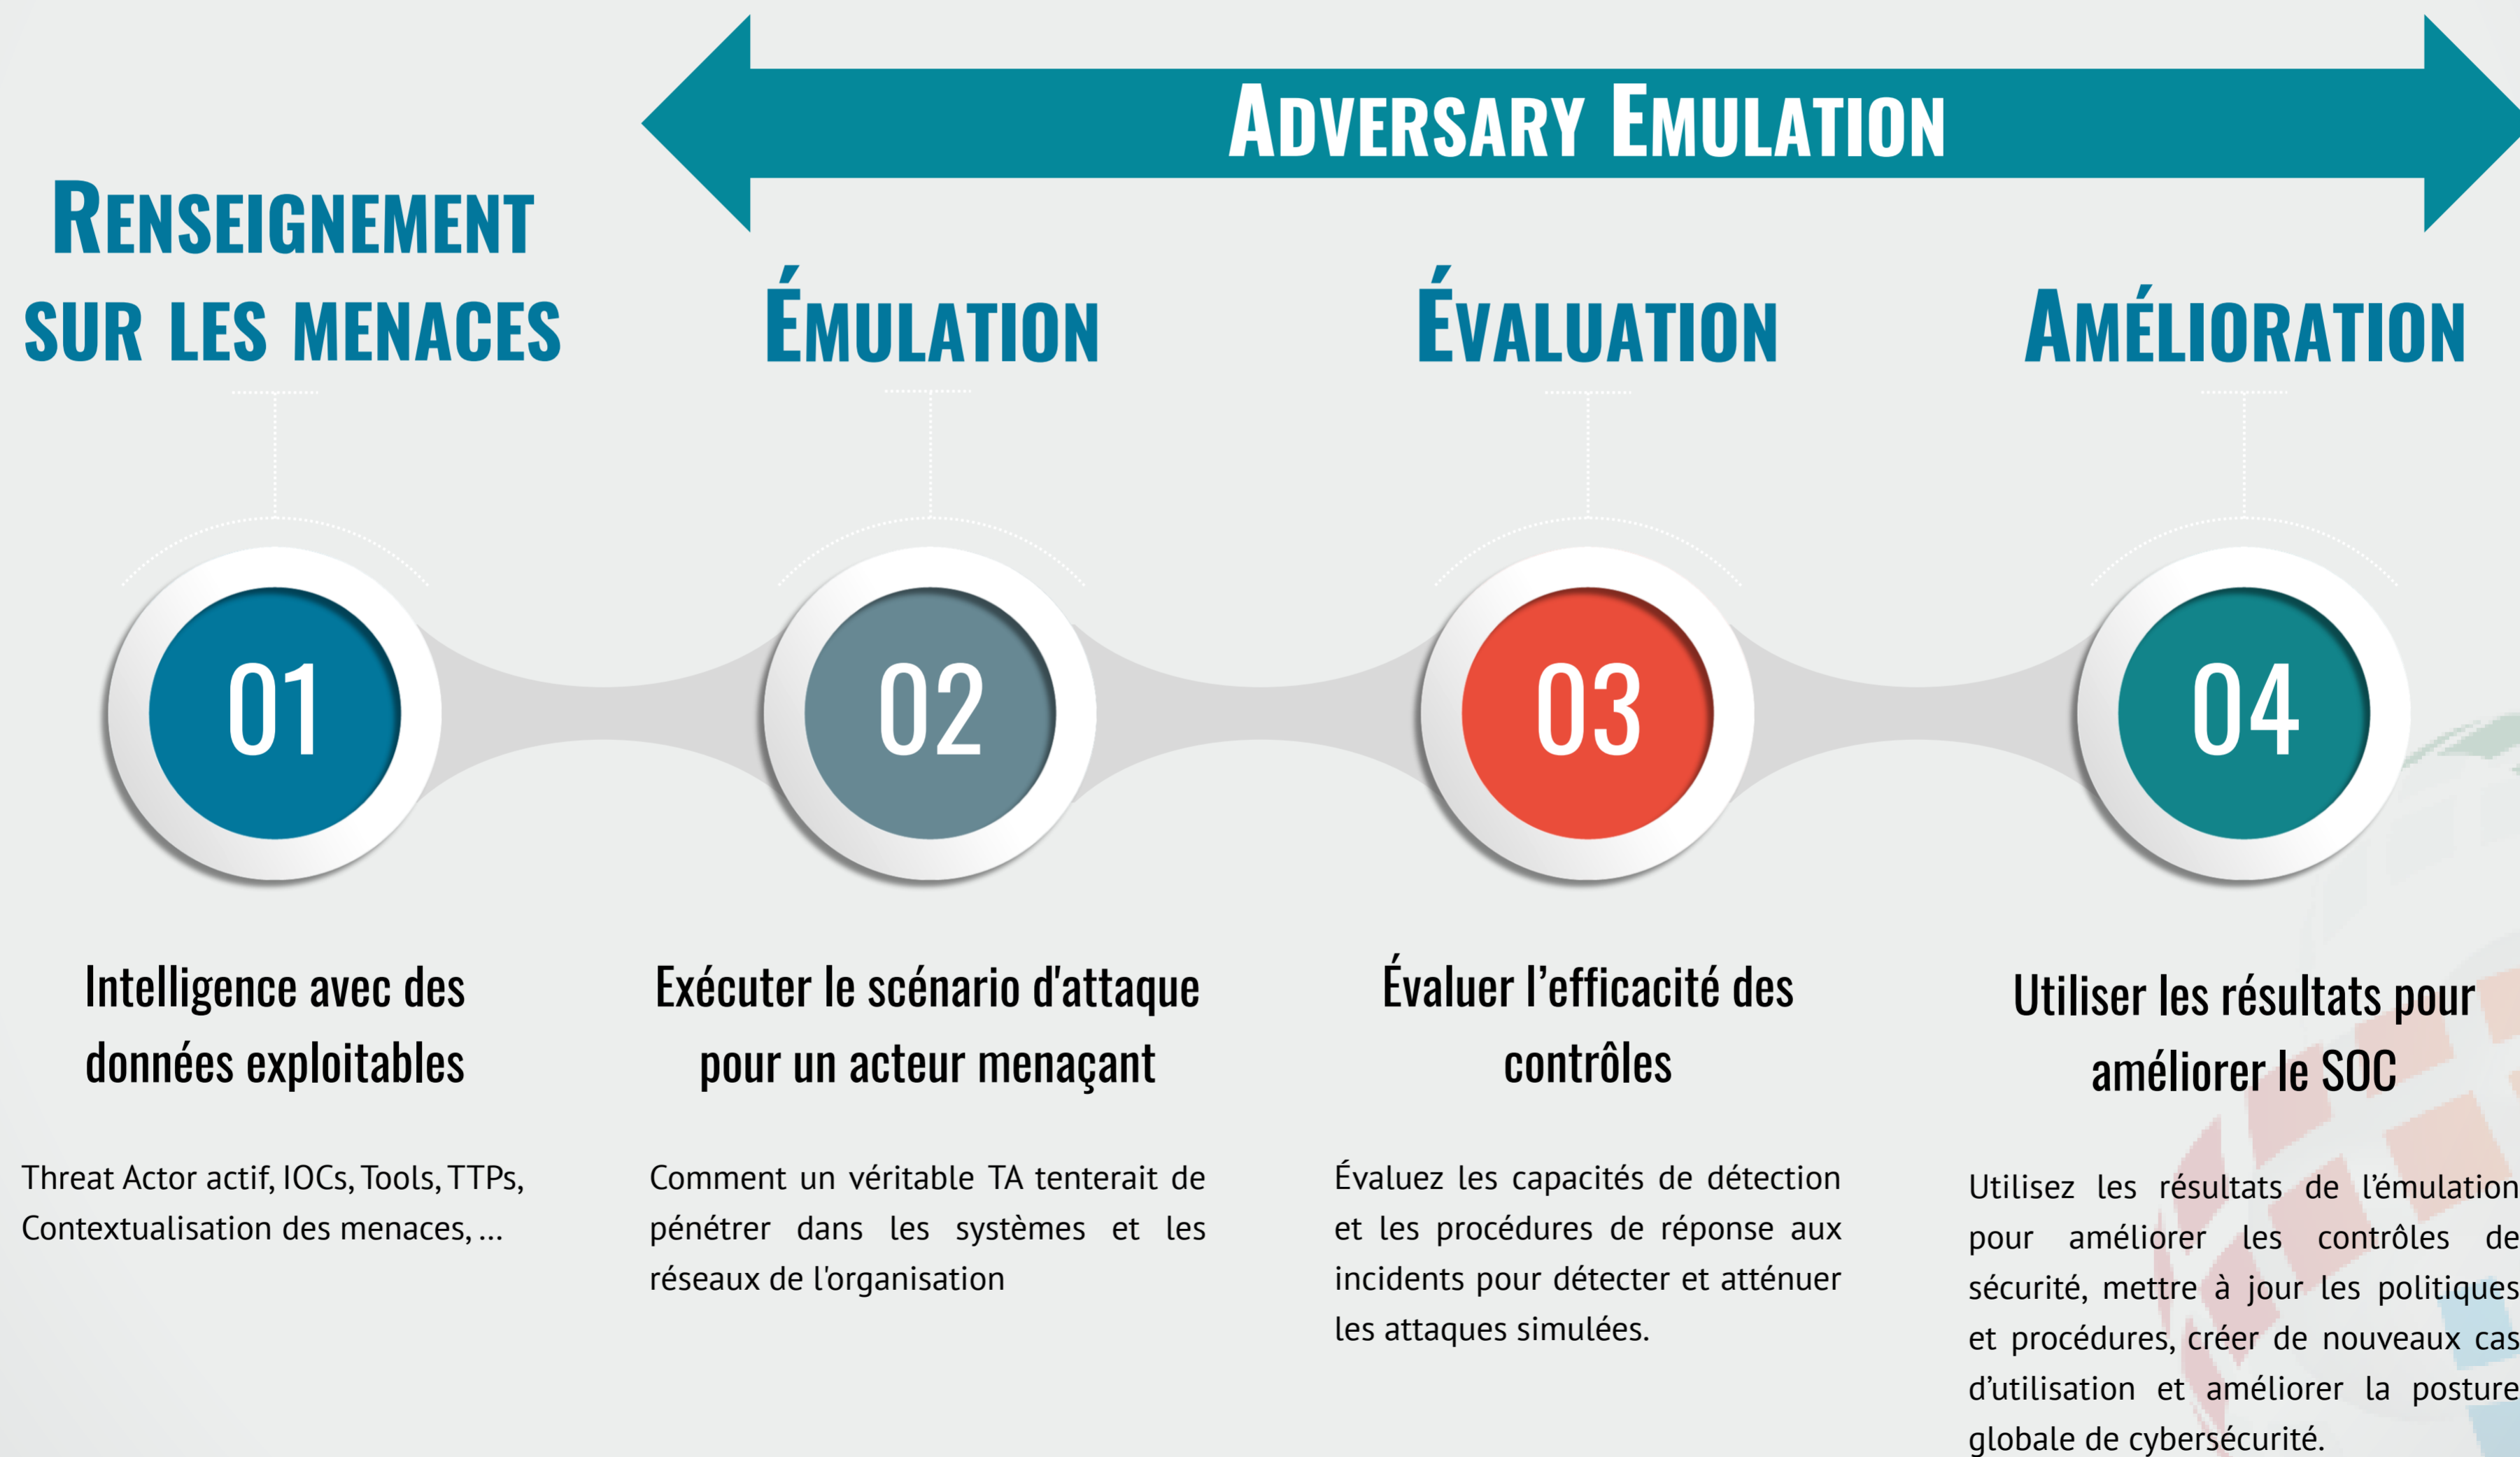 ADVERSARY EMULATION
RENSEIGNEMENT
SUR LES MENACES
ÉMULATION
ÉVALUATION
AMÉLIORATION
01
02
03
04
Intelligence avec des
données exploitables
Threat Actor actif, IOCs, Tools, TTPs,
Contextualisation des menaces, ...
Exécuter le scénario d'attaque
pour un acteur menaçant
Comment un véritable TA tenterait de
pénétrer dans les systèmes et les
réseaux de l'organisation
Évaluer l’efficacité des
contrôles
Évaluez les capacités de détection
et les procédures de réponse aux
incidents pour détecter et atténuer
les attaques simulées.
Utiliser les résultats pour
améliorer le SOC
Utilisez les résultats de l’émulation
pour améliorer les contrôles de
sécurité, mettre à jour les politiques
et procédures, créer de nouveaux cas
d’utilisation et améliorer la posture
globale de cybersécurité.